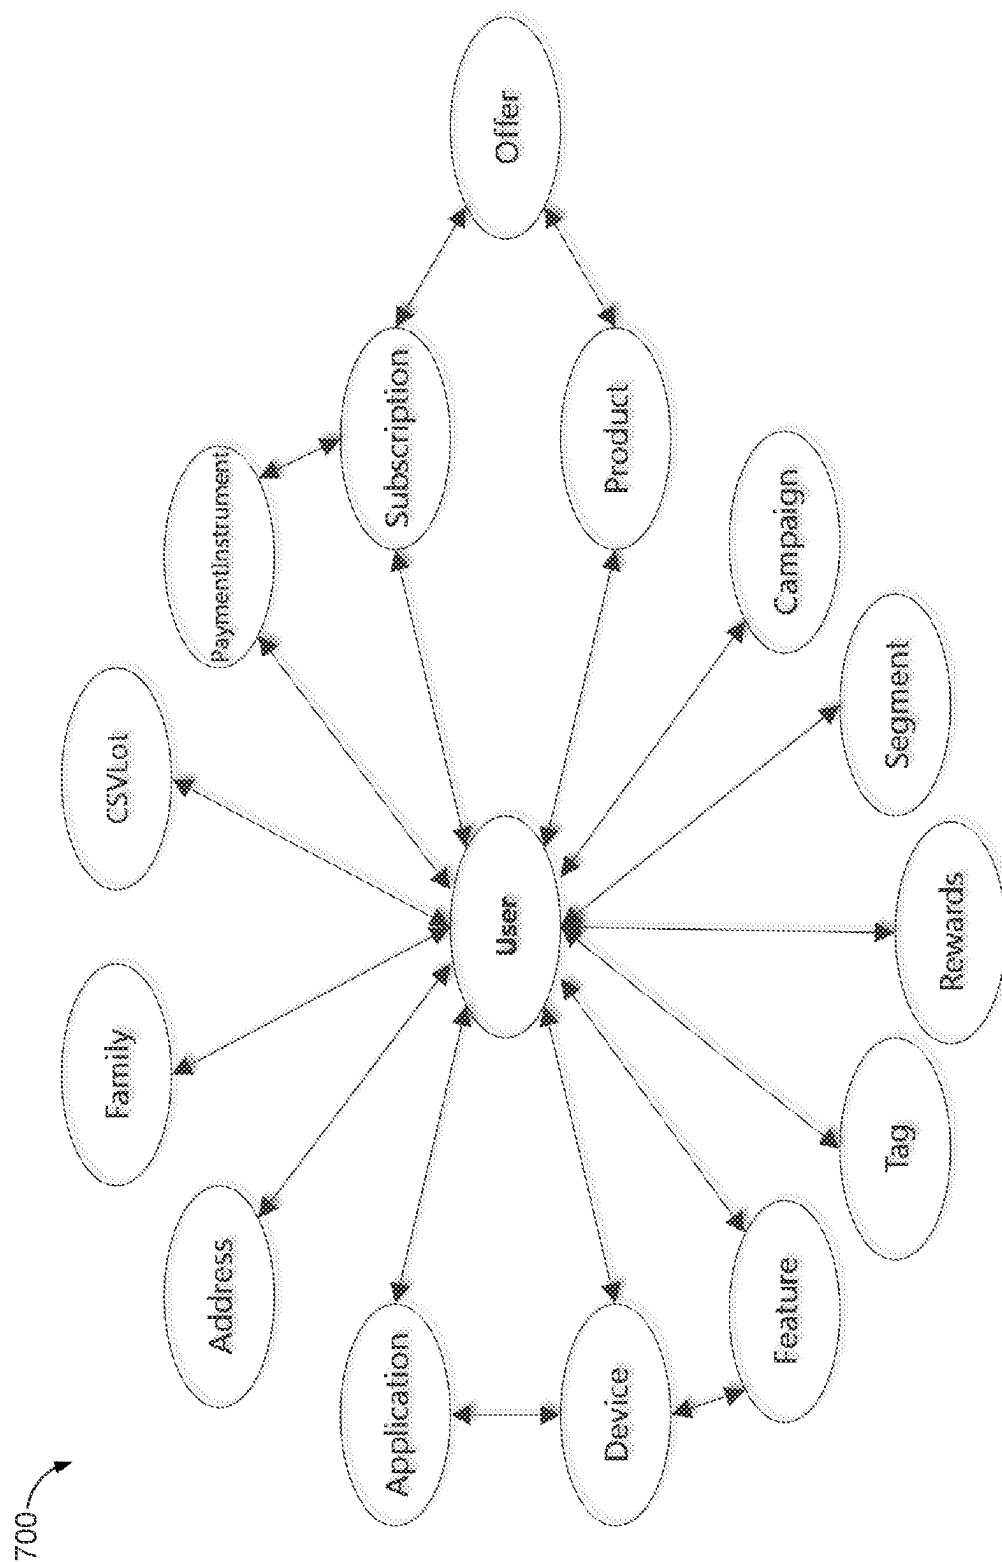 700
Family
CSVLot
Address
PaymentInstrument
Application
Subscription
User
Offer
Device
Product
Feature
Campaign
Tag
Segment
Rewards